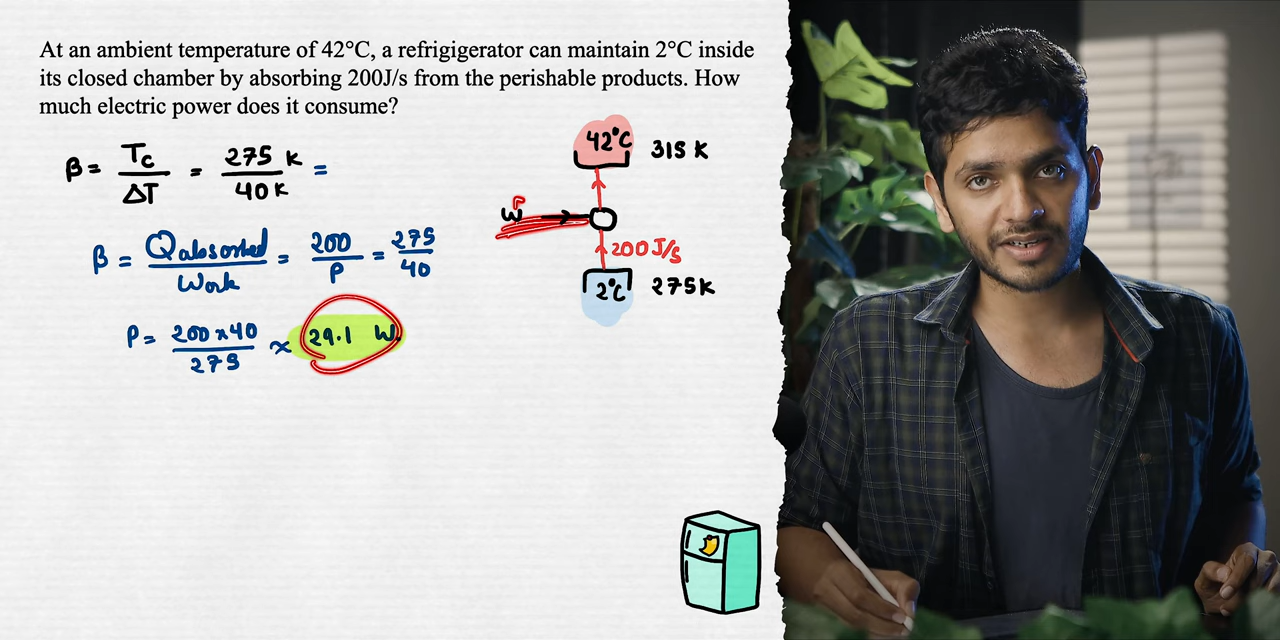 At an ambient temperature of 42°C, a refrigigerator can maintain 2°C inside
its closed chamber by absorbing 200J/s from the perishable products. How
much electric power does it consume?
β = Tc / ΔT = 275 K / 40 K =
β = Qabsorbed / Work = 200 / P = 275 / 40
P = 200 x 40 / 275 x 29.1 W.
42°C 315 K
W
200 J/s
2°C 275K